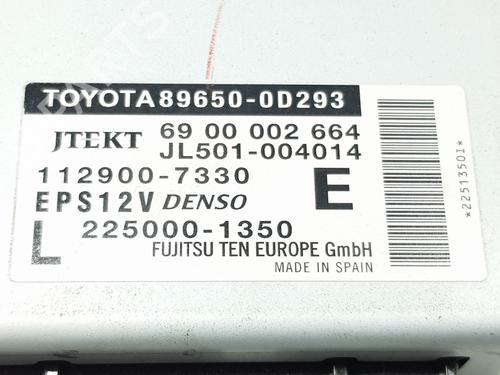 TOYOTA 89650-0D293
JTEKT 69 00 002 664
JL501-004014
112900-7330 E
EPS12V DENSO
L 225000-1350
FUJITSU TEN EUROPE GmbH
MADE IN SPAIN
*22513501*